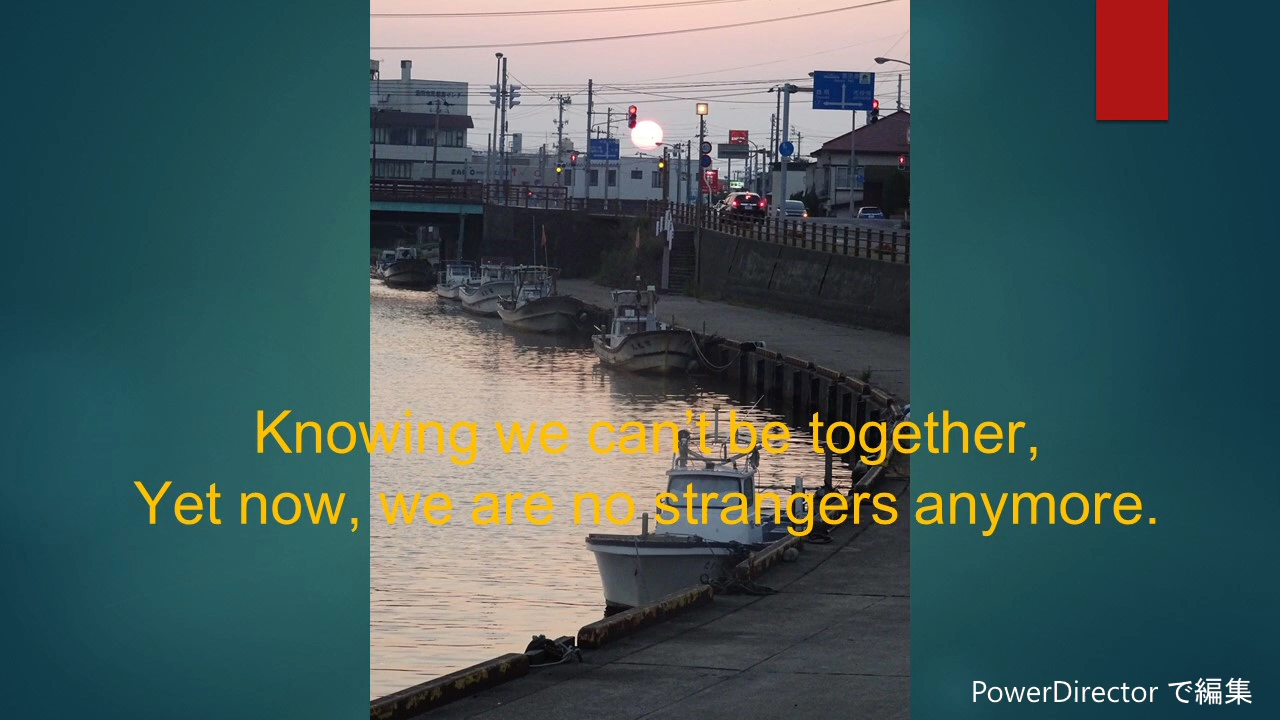 Knowing we can't be together,
Yet now, we are no strangers anymore.
PowerDirector で編集